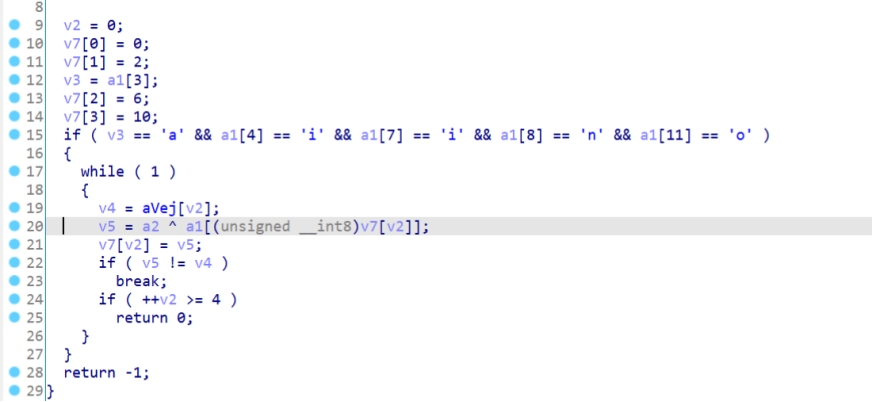 8
9 v2 = 0;
10 v7[0] = 0;
11 v7[1] = 2;
12 v3 = a1[3];
13 v7[2] = 6;
14 v7[3] = 10;
15 if ( v3 == 'a' && a1[4] == 'i' && a1[7] == 'i' && a1[8] == 'n' && a1[11] == 'o' )
16 {
17 while ( 1 )
18 {
19 v4 = aVej[v2];
20 v5 = a2 ^ a1[(unsigned __int8)v7[v2]];
21 v7[v2] = v5;
22 if ( v5 != v4 )
23 break;
24 if ( ++v2 >= 4 )
25 return 0;
26 }
27 }
28 return -1;
29 }